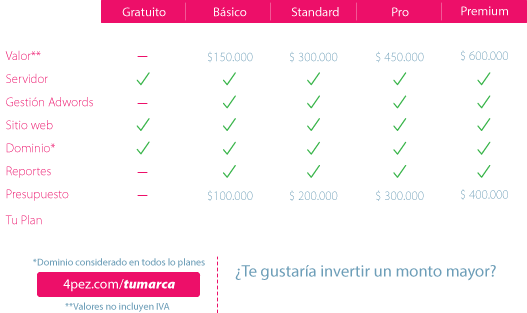 Gratuito Básico Standard Pro Premium
Valor** — $150.000 $ 300.000 $ 450.000 $ 600.000
Servidor
Gestión Adwords —
Sitio web
Dominio*
Reportes —
Presupuesto — $100.000 $ 200.000 $ 300.000 $ 400.000
Tu Plan
*Dominio considerado en todos lo planes
4pez.com/tumarca
**Valores no incluyen IVA
¿Te gustaría invertir un monto mayor?